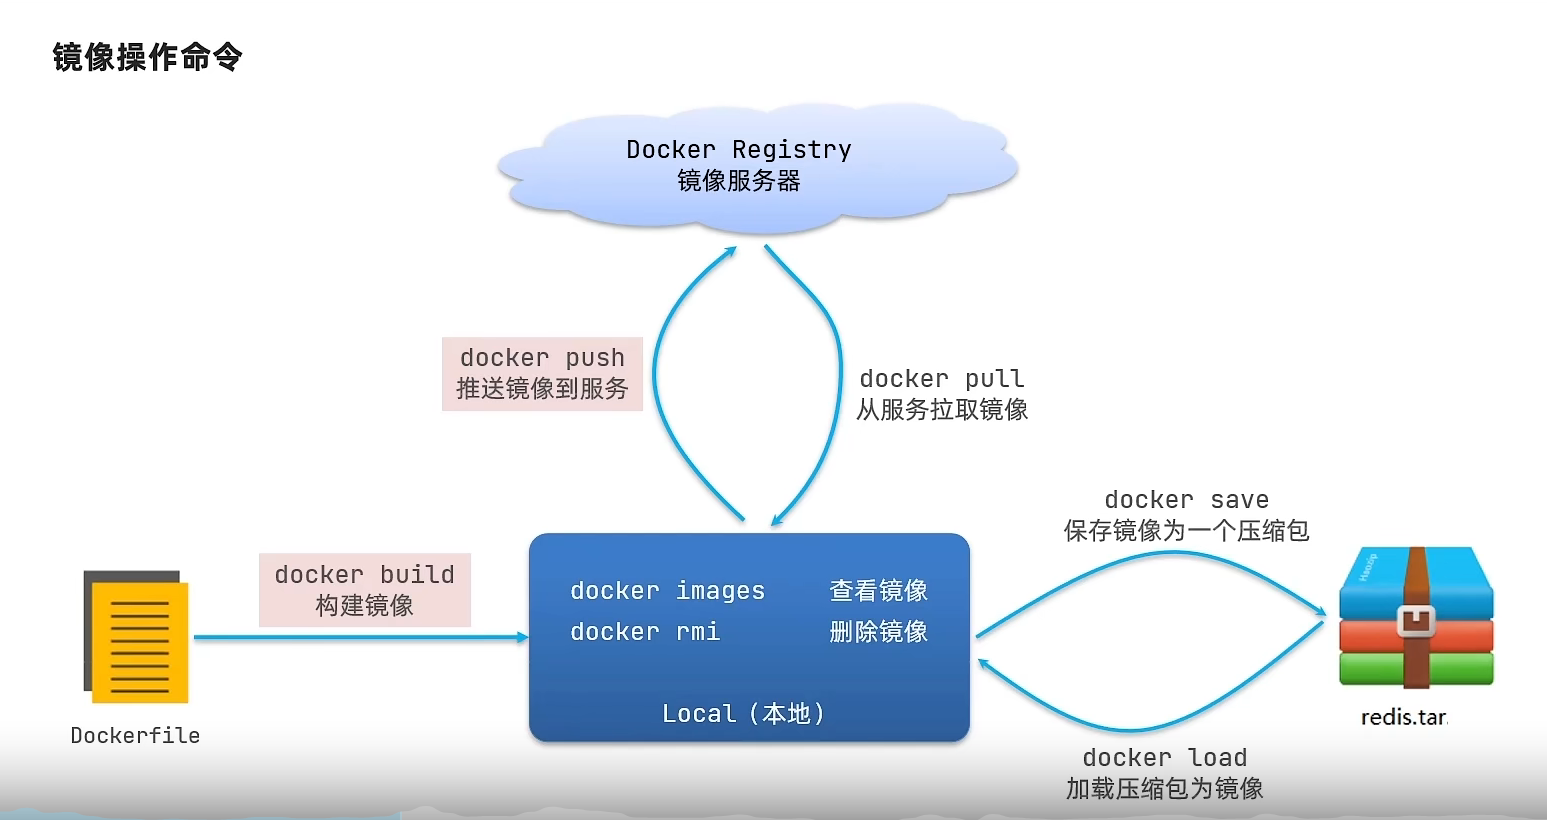 镜像操作命令
Docker Registry
镜像服务器
docker push
推送镜像到服务
docker pull
从服务拉取镜像
docker save
保存镜像为一个压缩包
docker build
构建镜像
docker images 查看镜像
docker rmi 删除镜像
Local（本地）
Haozip
redis.tar
Dockerfile
docker load
加载压缩包为镜像